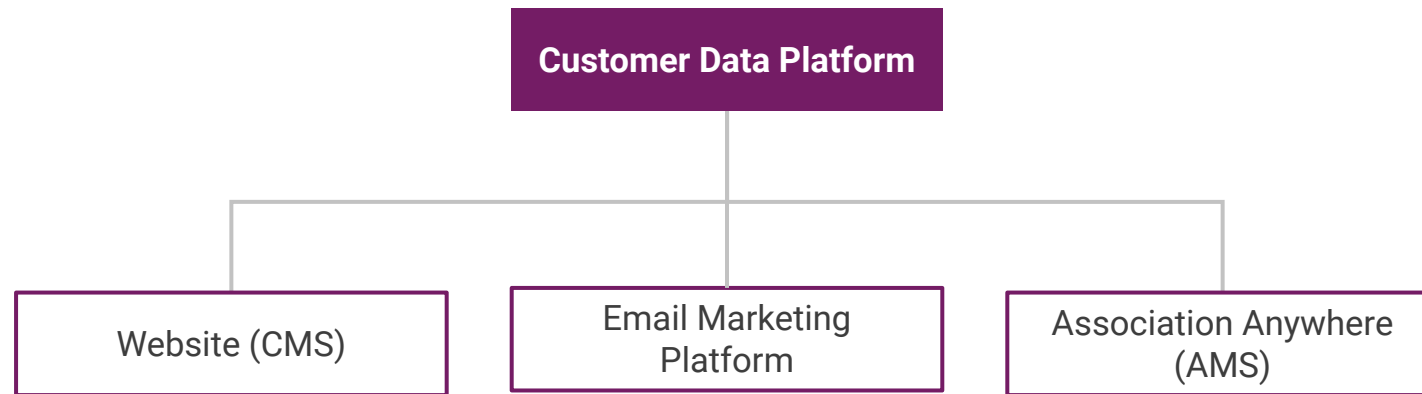 Customer Data Platform
Website (CMS)
Email Marketing
Platform
Association Anywhere
(AMS)